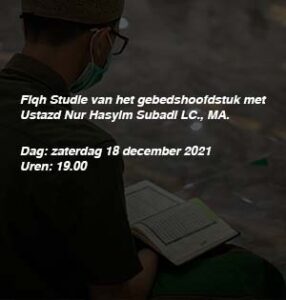 Fiqh Studie van het gebedshoofdstuk met
Ustazd Nur Hasyim Subadi LC., MA.
Dag: zaterdag 18 december 2021
Uren: 19.00